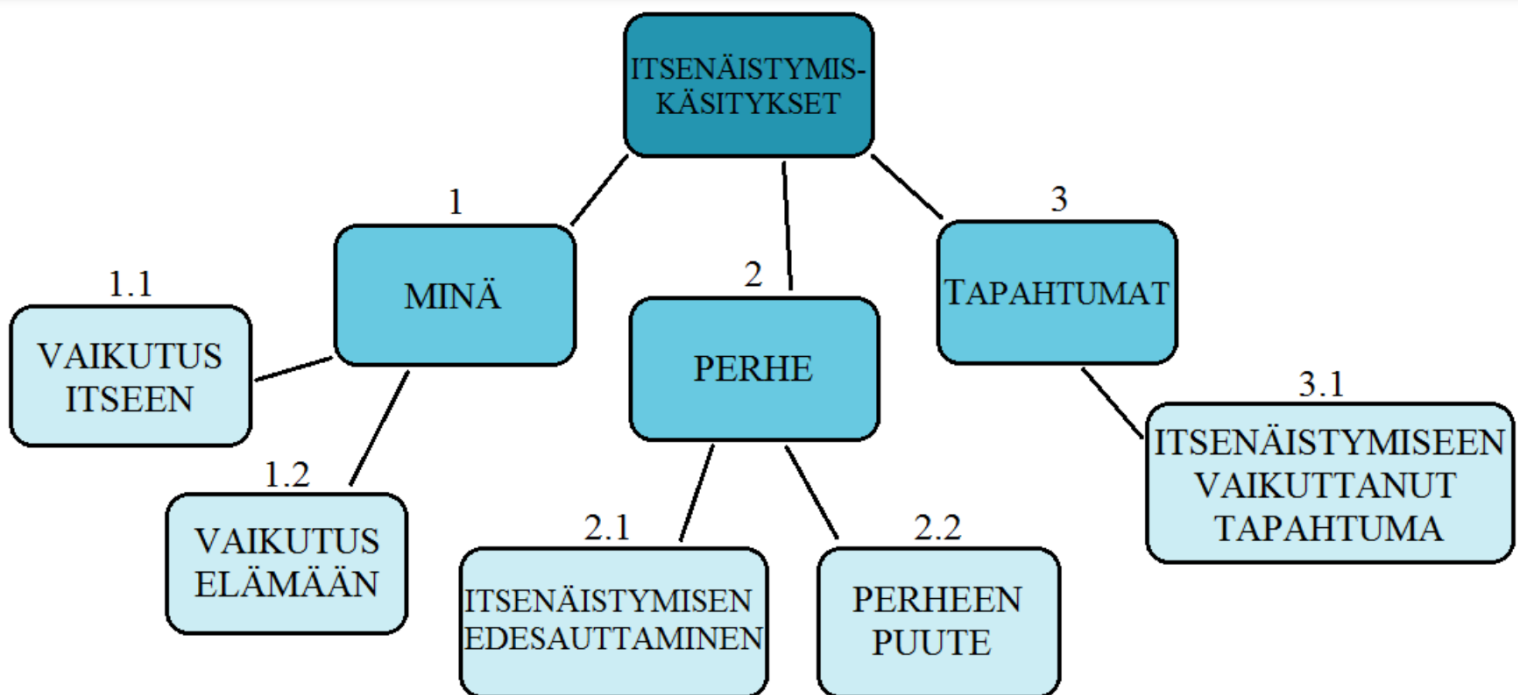 ITSENÄISTYMIS-
KÄSITYKSET
1
MINÄ
1.1
VAIKUTUS
ITSEEN
1.2
VAIKUTUS
ELÄMÄÄN
2
PERHE
2.1
ITSENÄISTYMISEN
EDESAUTTAMINEN
2.2
PERHEEN
PUUTE
3
TAPAHTUMAT
3.1
ITSENÄISTYMISEEN
VAIKUTTANUT
TAPAHTUMA